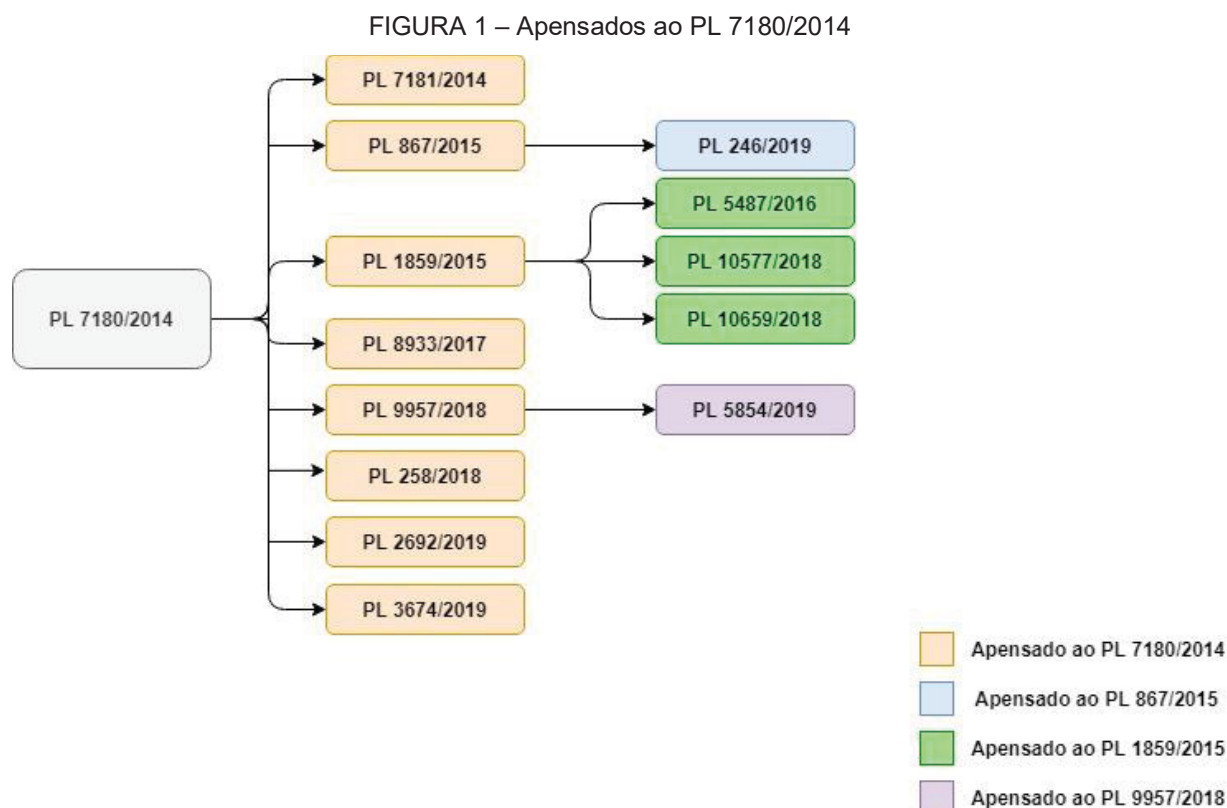 FIGURA 1 – Apensados ao PL 7180/2014
PL 7181/2014
PL 867/2015
PL 246/2019
PL 5487/2016
PL 1859/2015
PL 10577/2018
PL 7180/2014
PL 10659/2018
PL 8933/2017
PL 9957/2018
PL 5854/2019
PL 258/2018
PL 2692/2019
PL 3674/2019
Apensado ao PL 7180/2014
Apensado ao PL 867/2015
Apensado ao PL 1859/2015
Apensado ao PL 9957/2018